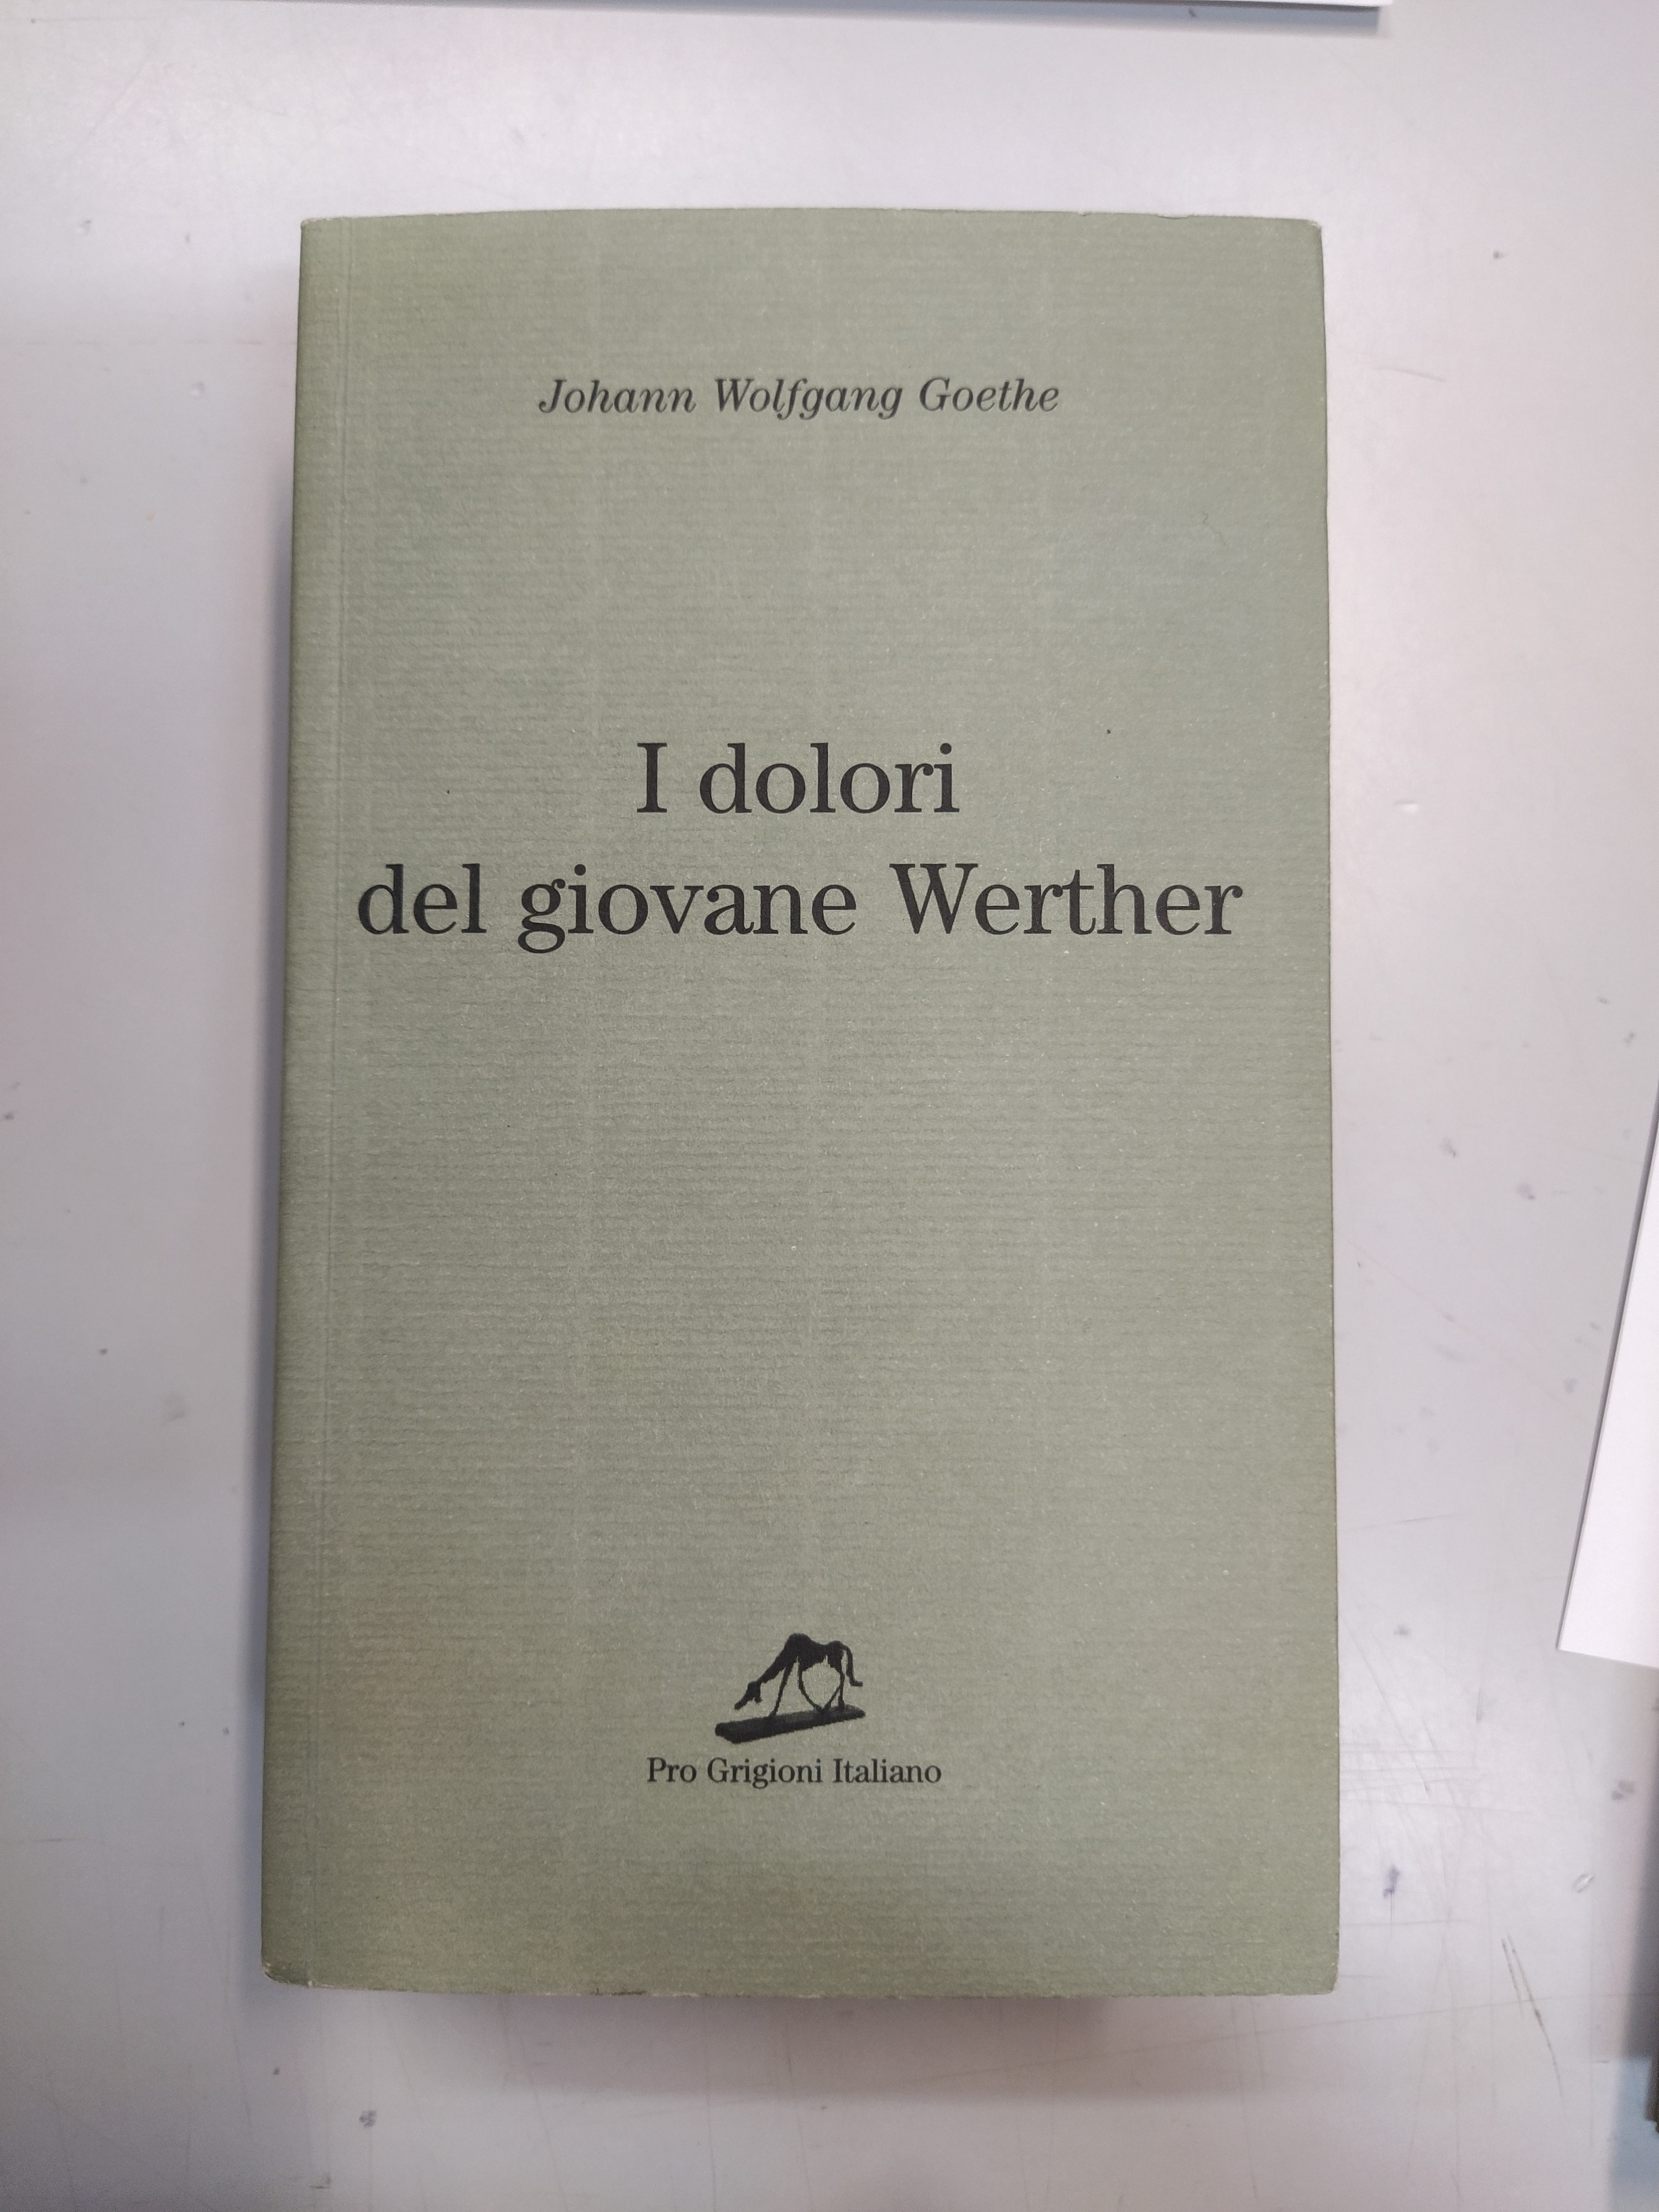 Johann Wolfgang Goethe
I dolori
del giovane Werther
Pro Grigioni Italiano